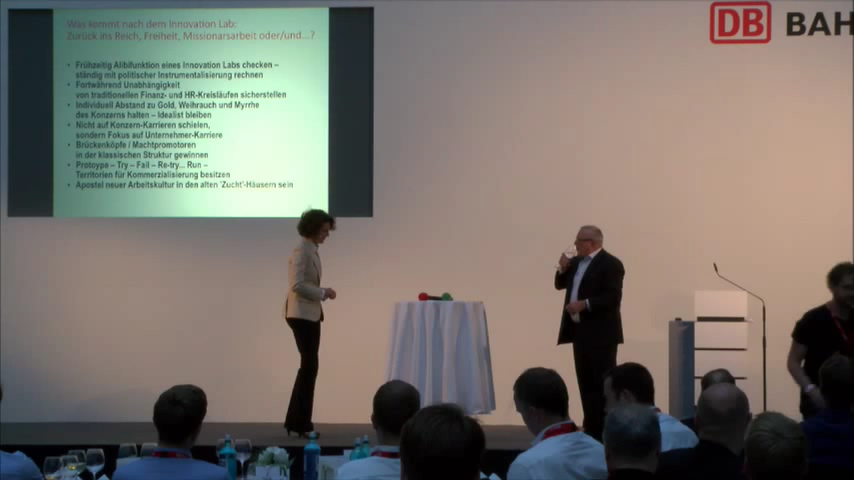 Was kommt nach dem Innovation Lab:
Zurück ins Reich, Freiheit, Missionarsarbeit oder/und...?
• Frühzeitig Alibifunktion eines Innovation Labs checken –
ständig mit politischer Instrumentalisierung rechnen
• Fortwährend Unabhängigkeit
von traditionellen Finanz- und HR-Kreisläufen sicherstellen
• Individuell Abstand zu Gold, Weihrauch und Myrrhe
des Konzerns halten – Idealist bleiben
• Nicht auf Konzern-Karrieren schielen,
sondern Fokus auf Unternehmer-Karriere
• Brückenköpfe / Machtpromotoren
in der klassischen Struktur gewinnen
• Protoype – Try – Fail – Re-try... Run –
Territorien für Kommerzialisierung besitzen
• Apostel neuer Arbeitskultur in den alten 'Zucht'-Häusern sein
DB BAH